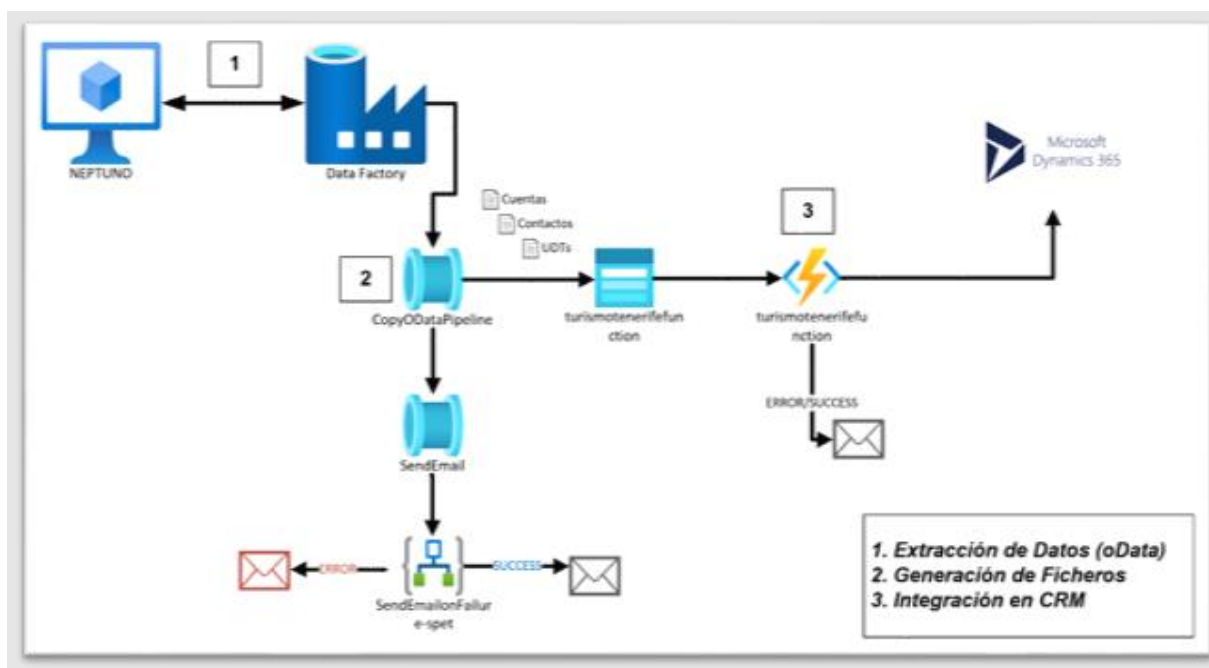 1
NEPTUNO
Data Factory
Cuentas
Contactos
UDTs
3
Microsoft
Dynamics 365
2
CopyODataPipeline
turismotenerifefun
ction
turismotenerifefu
nction
ERROR/SUCCESS
SendEmail
ERROR
SUCCESS
SendEmailonFailur
e-spet
1. Extracción de Datos (oData)
2. Generación de Ficheros
3. Integración en CRM